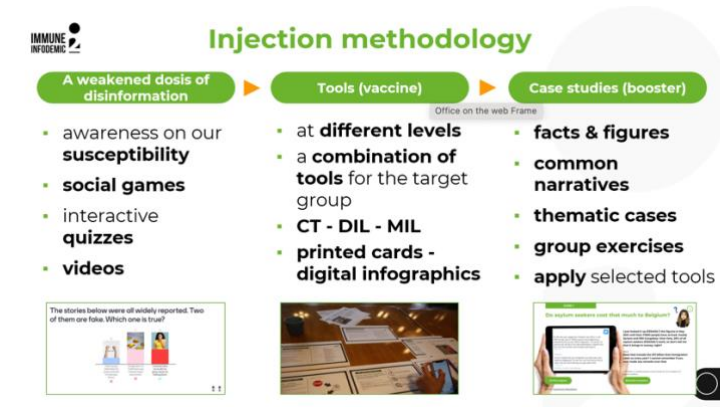 IMMUNE 2
INFODEMIC
Injection methodology
A weakened dosis of
disinformation
Tools (vaccine)
Case studies (booster)
Office on the web Frame
awareness on our
susceptibility
social games
interactive
quizzes
videos
at different levels
a combination of
tools for the target
group
CT - DIL - MIL
printed cards -
digital infographics
facts & figures
common
narratives
thematic cases
group exercises
apply selected tools
The stories below were all widely reported. Two
of them are fake. Which one is true?
Do asylum seekers cost that much to Belgium?